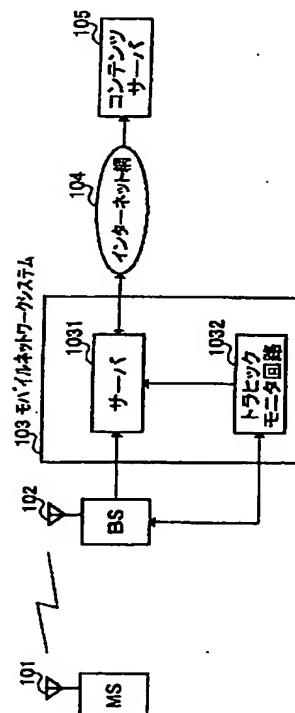 101
MS
102
BS
103 モバイルネットワークシステム
1031
サーバ
1032
トラヒック
モニタ回路
104
インターネット網
105
コンテンツ
サーバ